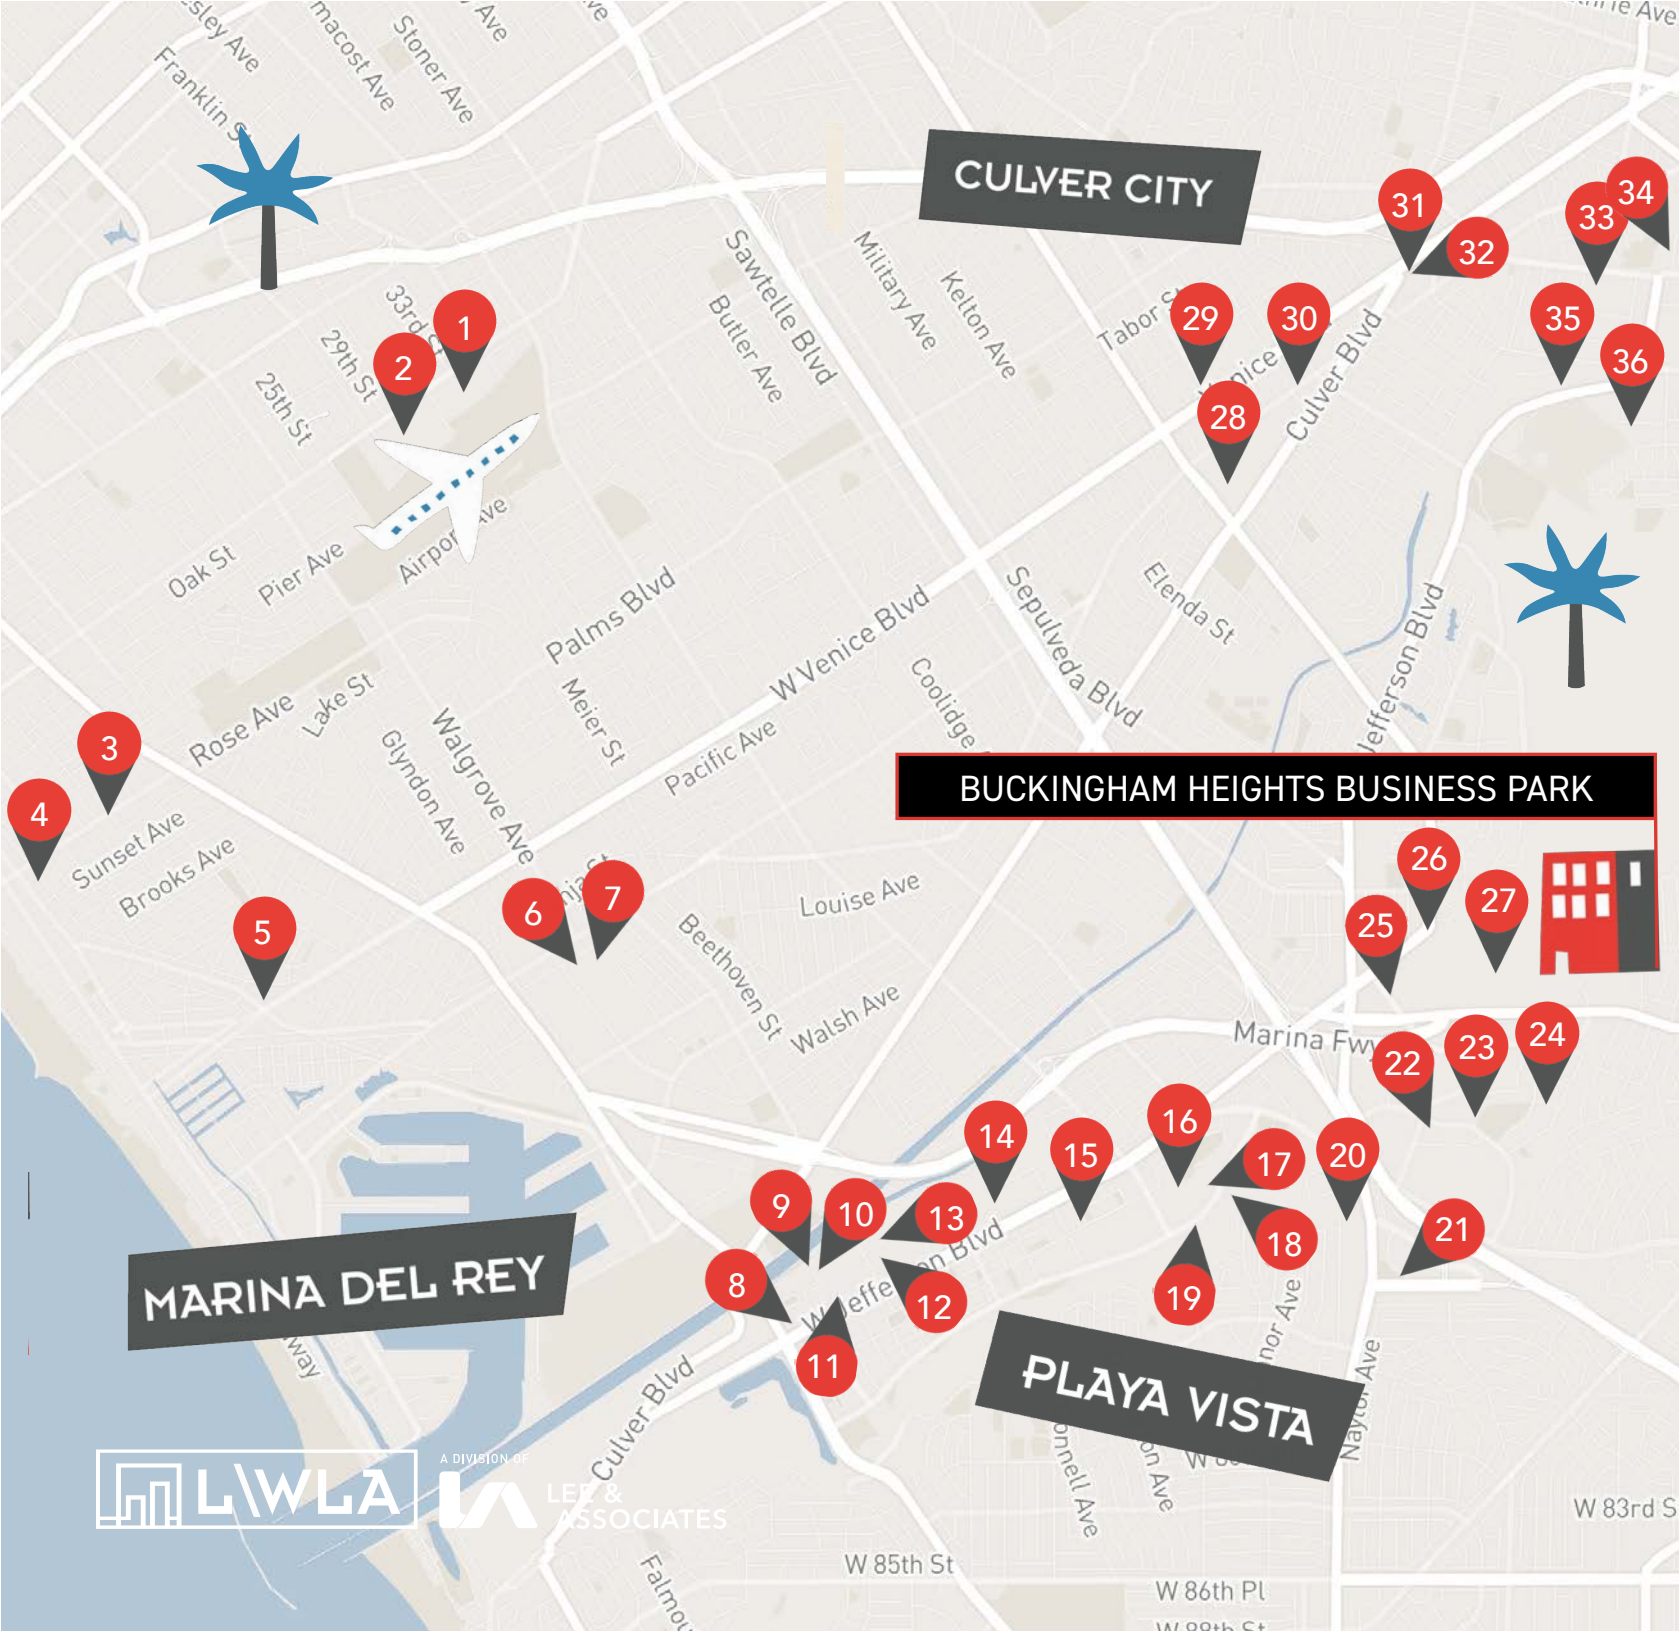 Franklin St
Stoner Ave
CULVER CITY
31
32
33
34
1
2
33rd Ct
29th St
25th St
Sawtelle Blvd
Butler Ave
Military Ave
Kelton Ave
Tabor St
29
30
28
Culver Blvd
35
36
Oak St
Pier Ave
Palms Blvd
W Venice Blvd
Sepulveda Blvd
Elenda St
Jefferson Blvd
Rose Ave
Lake St
Glyndon Ave
Walgrove Ave
Meier St
Pacific Ave
Coolidge
3
4
Sunset Ave
Brooks Ave
BUCKINGHAM HEIGHTS BUSINESS PARK
5
6
7
Louise Ave
Beethoven St
Walsh Ave
26
25
27
Marina Fwy
22
23
24
14
15
16
17
20
9
10
13
18
21
8
12
19
11
MARINA DEL REY
PLAYA VISTA
Culver Blvd
L\WLA
A DIVISION OF
LEE &
ASSOCIATES
W 85th St
W 86th Pl